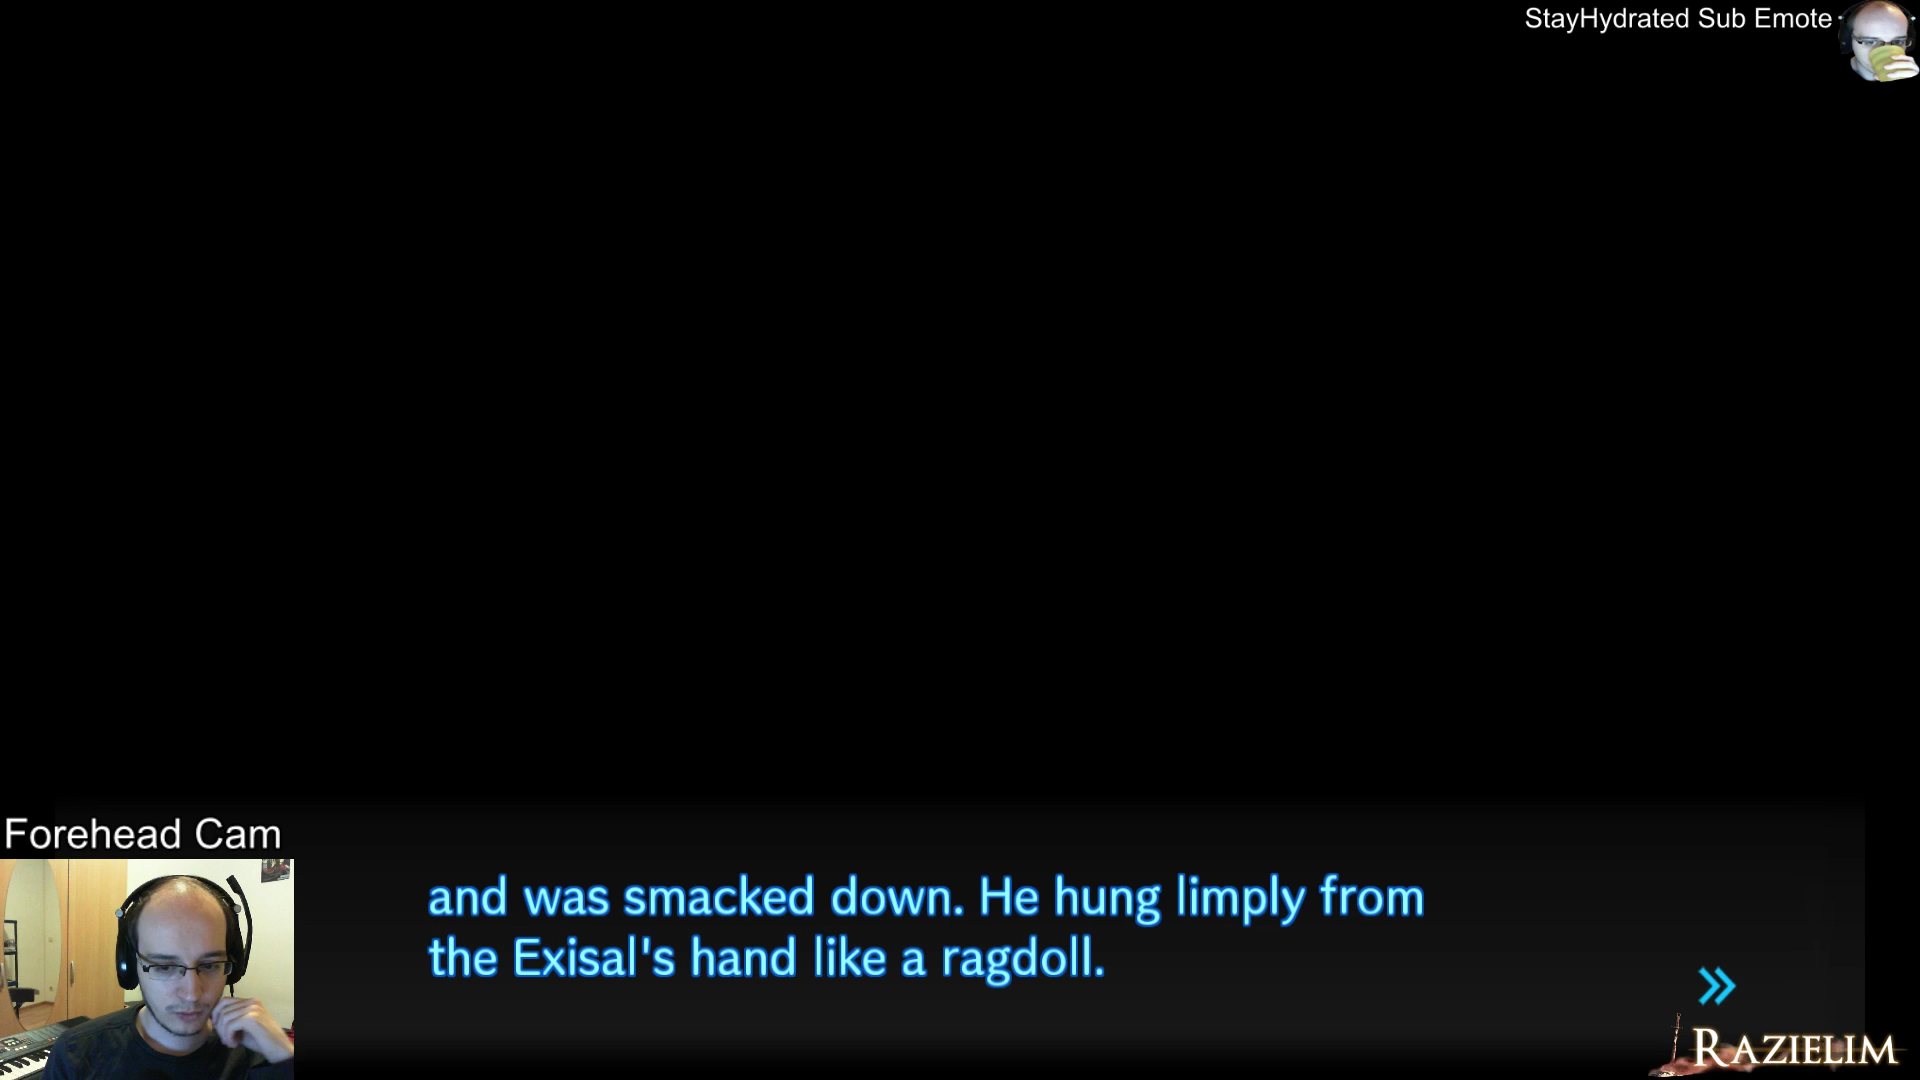 StayHydrated Sub Emote
Forehead Cam
and was smacked down. He hung limply from
the Exisal's hand like a ragdoll.
RAZIELIM